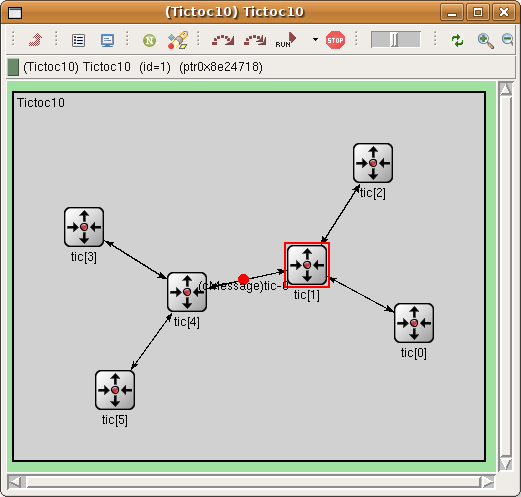 (Tictoc10) Tictoc10
N
RUN
STOP
(Tictoc10) Tictoc10 (id=1) (ptr0x8e24718)
Tictoc10
tic[2]
tic[3]
tic[1]
(cMessage)tic-
tic[4]
tic[0]
tic[5]